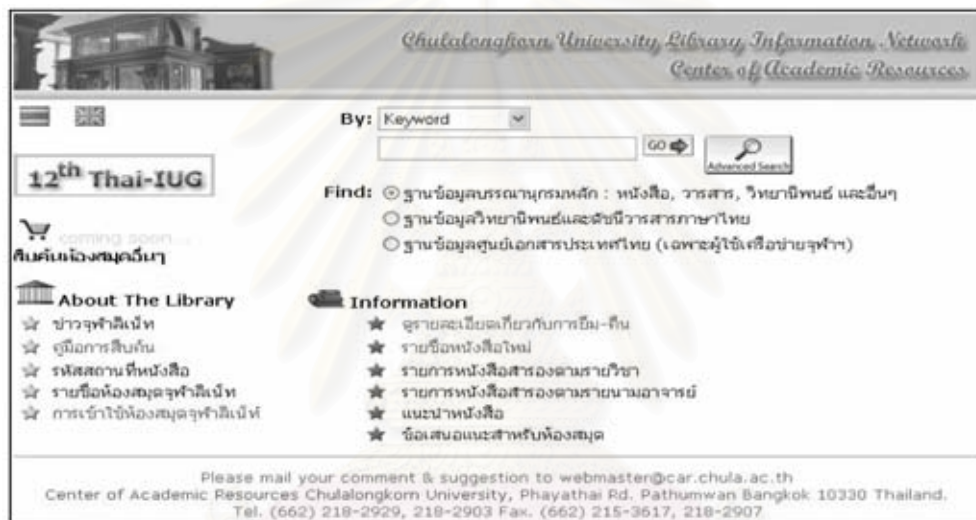 Chulalongkorn University Library Information Network
Center of Academic Resources
By: Keyword
GO
Advanced Search
12th Thai-IUG
Find: ฐานข้อมูลบรรณานุกรมหลัก : หนังสือ, วารสาร, วิทยานิพนธ์ และอื่นๆ
ฐานข้อมูลวิทยานิพนธ์และดัชนีวารสารภาษาไทย
ฐานข้อมูลศูนย์เอกสารประเทศไทย (เฉพาะผู้ใช้เครือข่ายจุฬาฯ)
coming soon...
สืบค้นห้องสมุดอื่นๆ
About The Library
ข่าวจุฬาลิเน็ท
คู่มือการสืบค้น
รหัสสถานที่หนังสือ
รายชื่อห้องสมุดจุฬาลิเน็ท
การเข้าใช้ห้องสมุดจุฬาลิเน็ท์
Information
ดูรายละเอียดเกี่ยวกับการยืม-คืน
รายชื่อหนังสือใหม่
รายการหนังสือสำรองตามรายวิชา
รายการหนังสือสำรองตามรายนามอาจารย์
แนะนำหนังสือ
ข้อเสนอแนะสำหรับห้องสมุด
Please mail your comment & suggestion to webmaster@car.chula.ac.th
Center of Academic Resources Chulalongkorn University, Phayathai Rd. Pathumwan Bangkok 10330 Thailand.
Tel. (662) 218-2929, 218-2903 Fax. (662) 215-3617, 218-2907